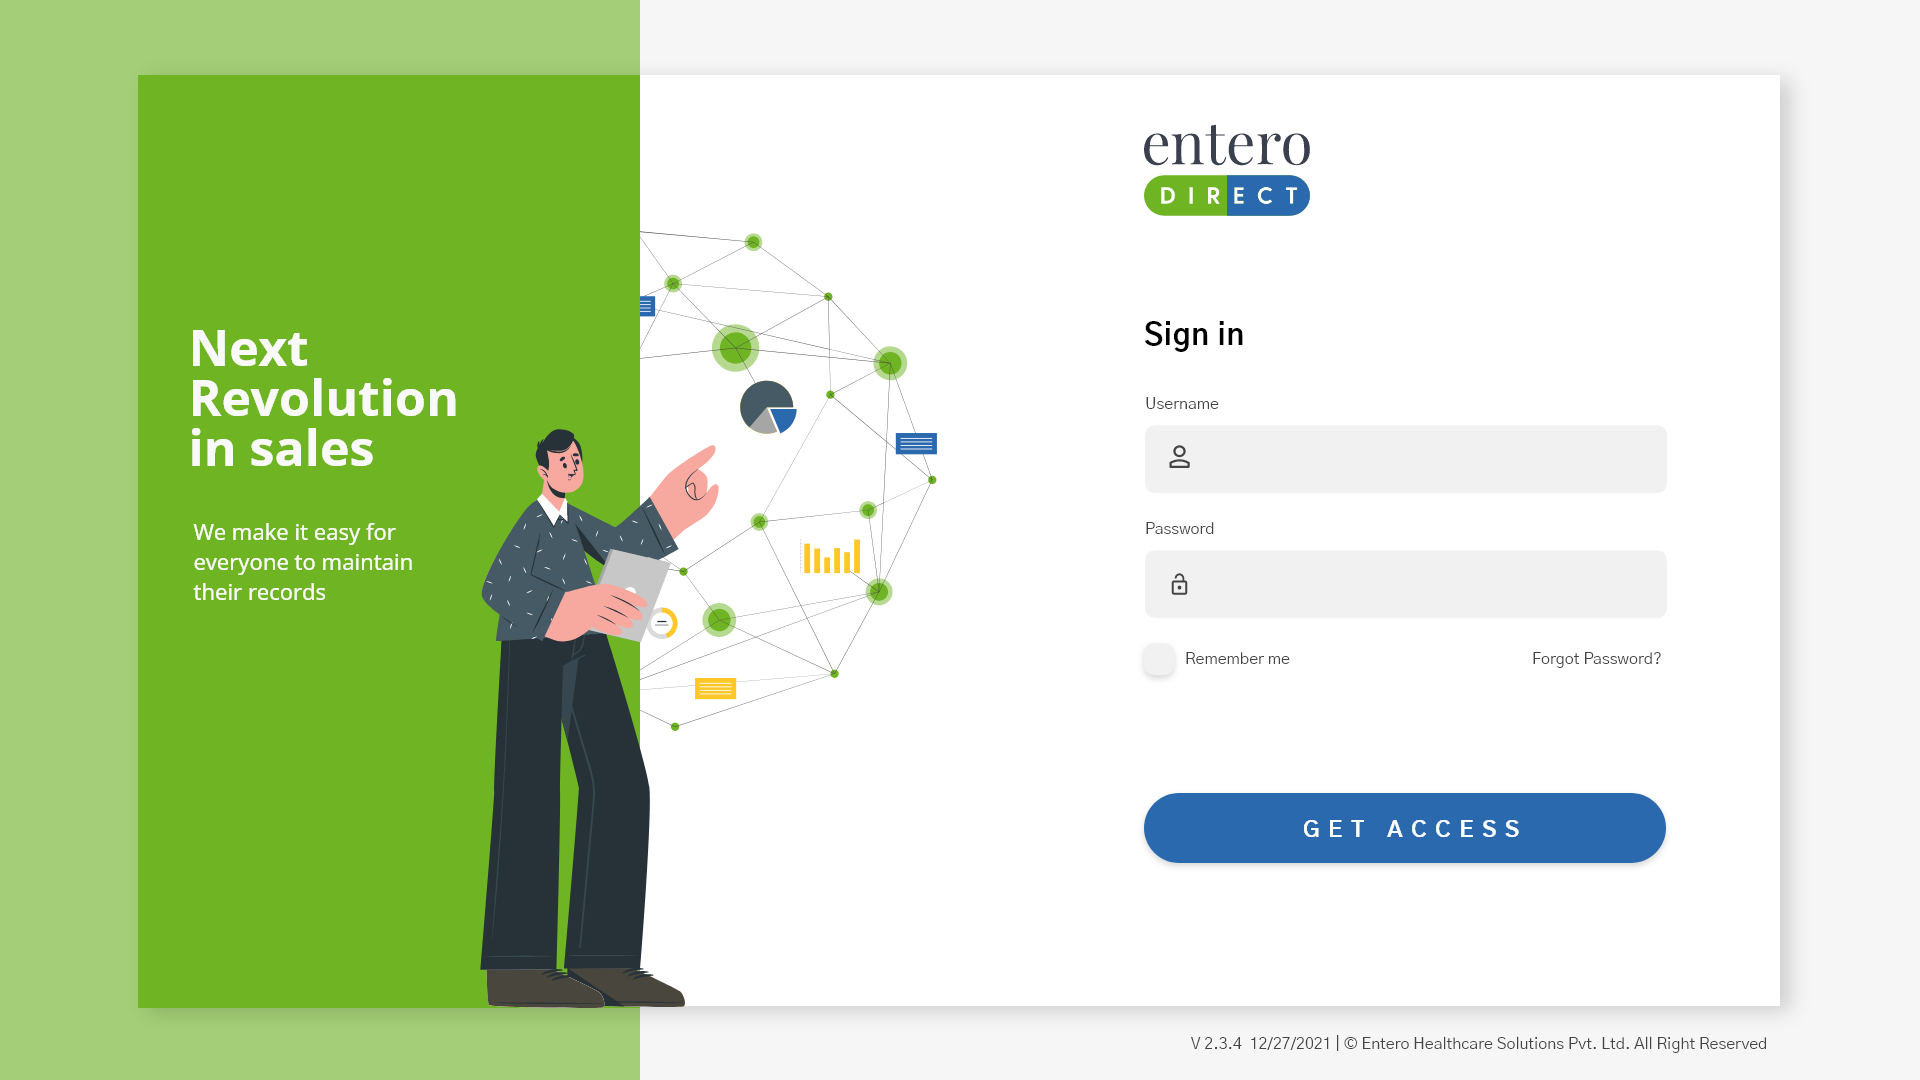 Next
Revolution
in sales
We make it easy for
everyone to maintain
their records
entero
DIRECT
Sign in
Username
Password
Remember me
Forgot Password?
GET ACCESS
V 2.3.4 12/27/2021 | © Entero Healthcare Solutions Pvt. Ltd. All Right Reserved